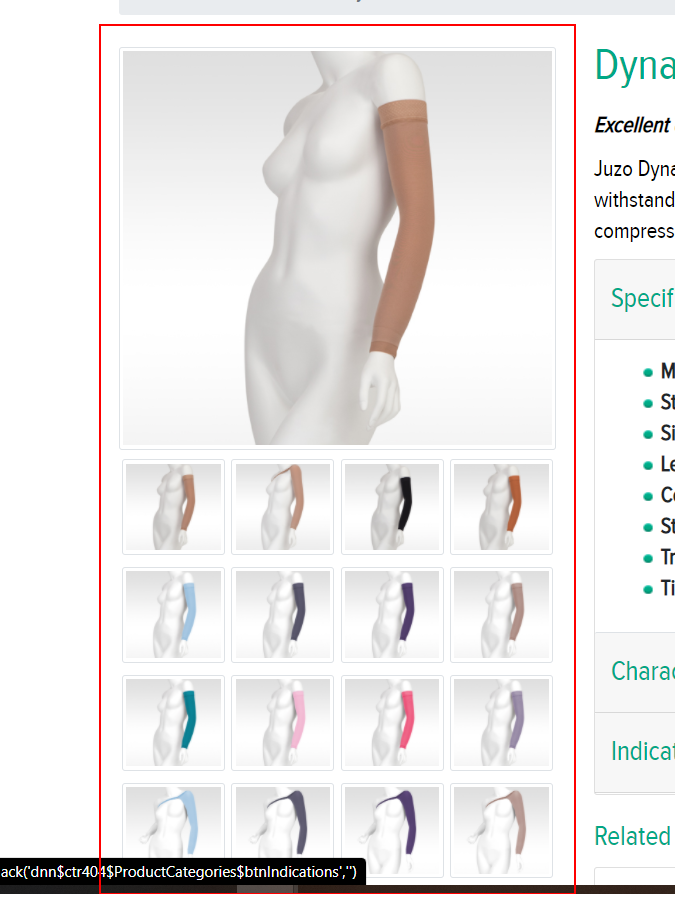 Dyna
Excellent
Juzo Dyna
withstand
compress
Specif
M
St
Si
Le
Co
St
Tr
Ti
Charac
Indicat
Related
ack('dnn$ctr404$ProductCategories$btnIndications','')